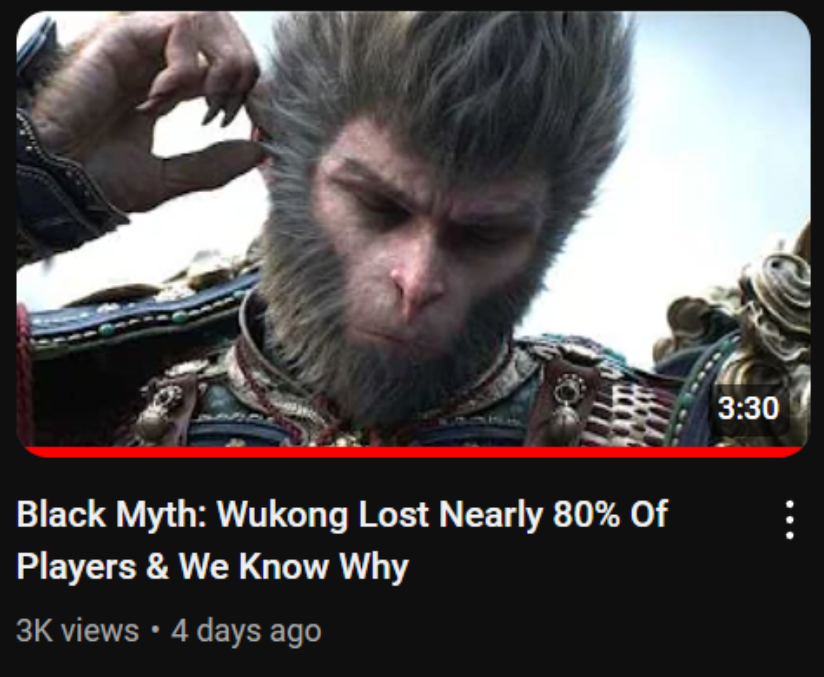 3:30
Black Myth: Wukong Lost Nearly 80% Of
Players & We Know Why
3K views • 4 days ago